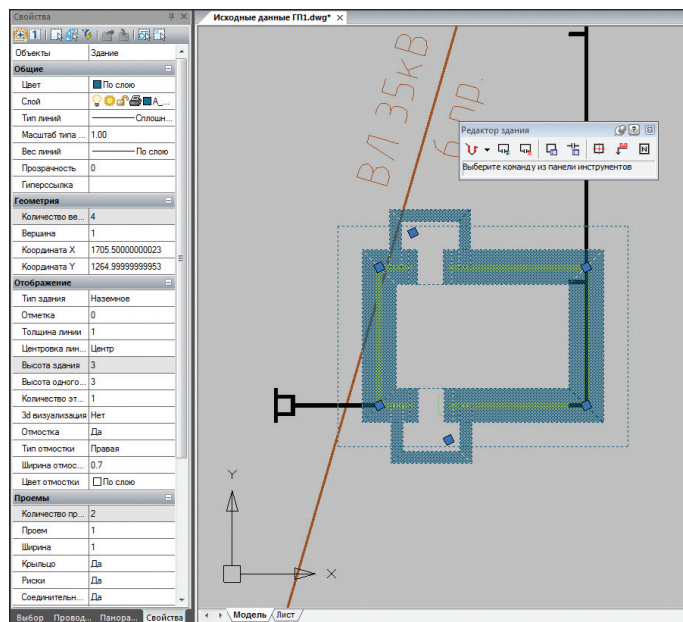 Свойства
Объекты Здание
Общие
Цвет По слою
Слой A_...
Тип линий Сплошн...
Масштаб типа ... 1.00
Вес линий По слою
Прозрачность 0
Гиперссылка
Геометрия
Количество ве... 4
Вершина 1
Координата X 1705.50000000023
Координата Y 1264.99999999953
Отображение
Тип здания Наземное
Отметка 0
Толщина линии 1
Центровка лин... Центр
Высота здания 3
Высота одного... 3
Количество эт... 1
3d визуализация Нет
Отмостка Да
Тип отмостки Правая
Ширина отмос... 0.7
Цвет отмостки По слою
Проемы
Количество пр... 2
Проем 1
Ширина 1
Крыльцо Да
Риски Да
Соединительн... Да
Выбор Провод... Панора... Свойства
Исходные данные ГП1.dwg*
ВЛ 35кВ
6пр.
Редактор здания
Выберите команду из панели инструментов
Y
X
Модель Лист